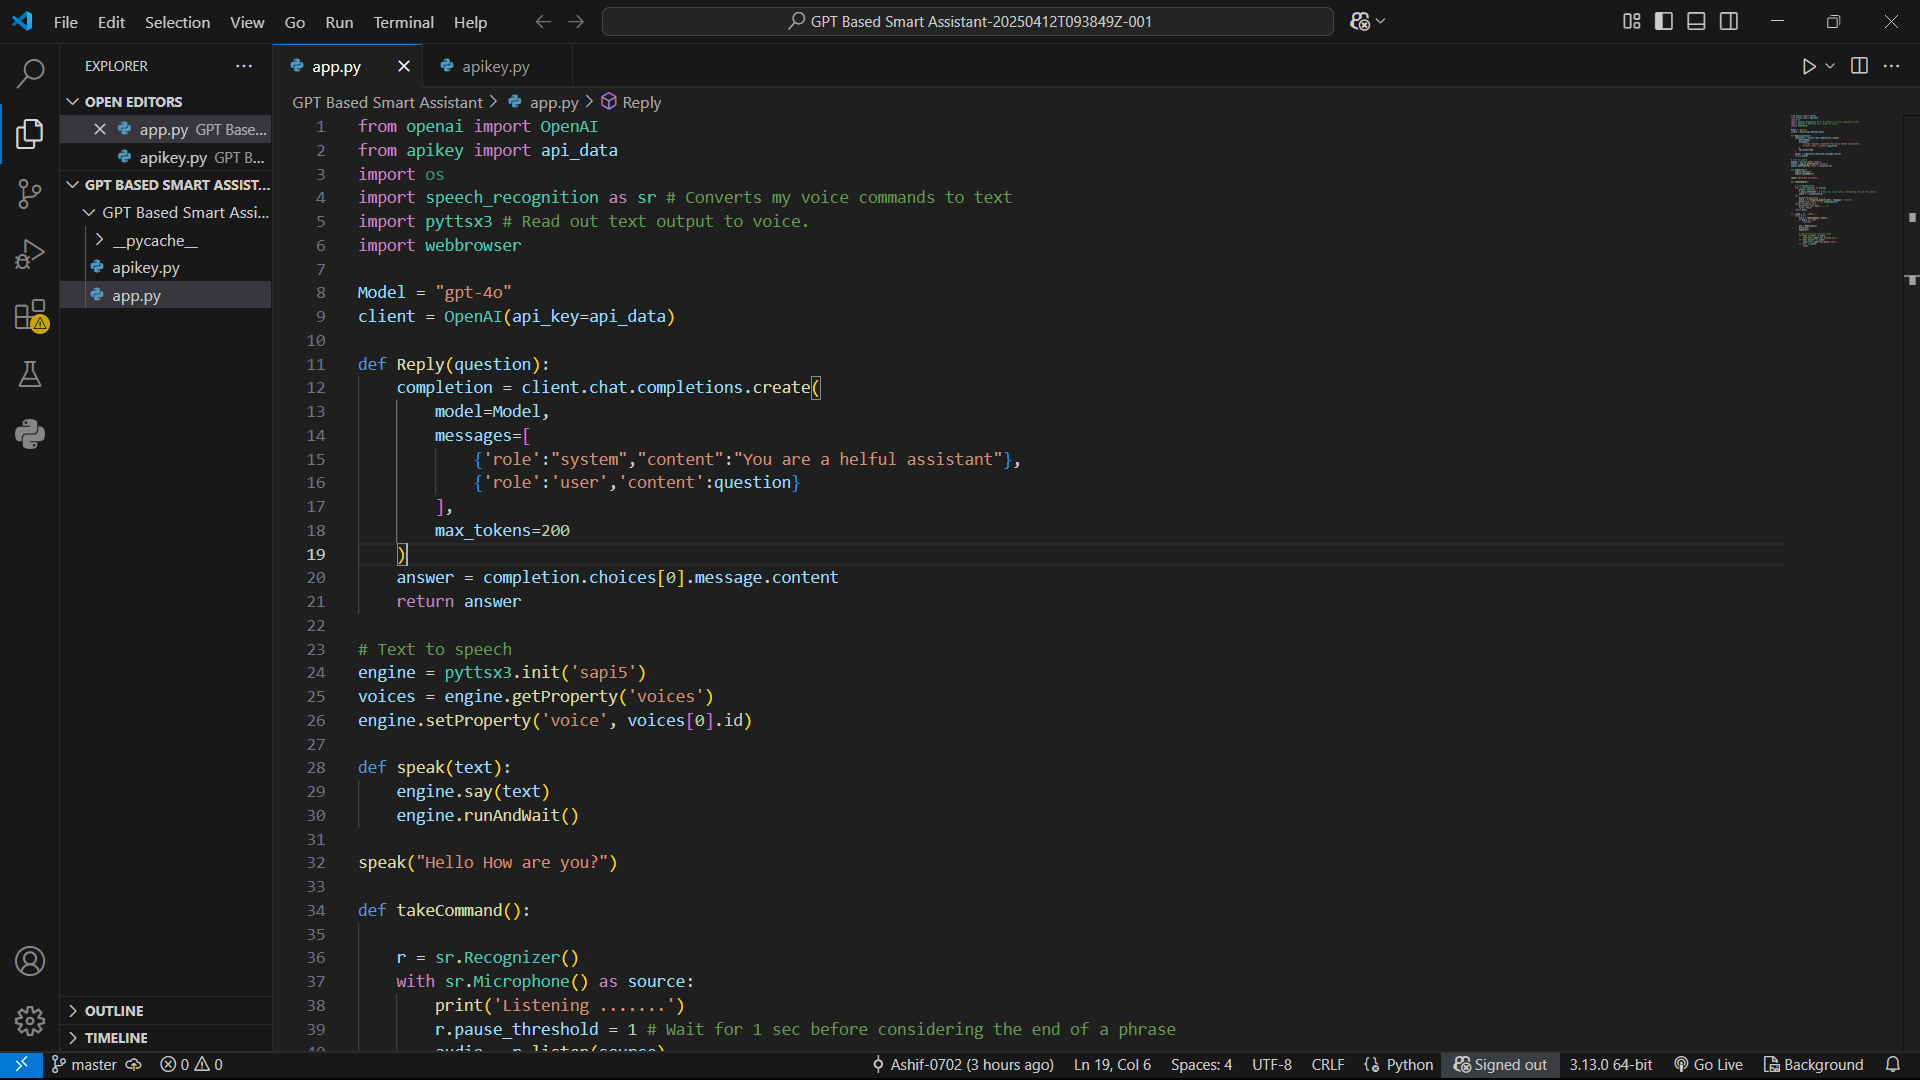 File Edit Selection View Go Run Terminal Help
GPT Based Smart Assistant-20250412T093849Z-001
EXPLORER
OPEN EDITORS
app.py GPT Base...
apikey.py GPT B...
GPT BASED SMART ASSIST...
GPT Based Smart Assi...
__pycache__
apikey.py
app.py
OUTLINE
TIMELINE
app.py
apikey.py
GPT Based Smart Assistant > app.py > Reply
1 from openai import OpenAI
2 from apikey import api_data
3 import os
4 import speech_recognition as sr # Converts my voice commands to text
5 import pyttsx3 # Read out text output to voice.
6 import webbrowser
7
8 Model = "gpt-4o"
9 client = OpenAI(api_key=api_data)
10
11 def Reply(question):
12     completion = client.chat.completions.create(
13         model=Model,
14         messages=[
15             {'role':"system","content":"You are a helful assistant"},
16             {'role':'user','content':question}
17         ],
18         max_tokens=200
19     )
20     answer = completion.choices[0].message.content
21     return answer
22
23 # Text to speech
24 engine = pyttsx3.init('sapi5')
25 voices = engine.getProperty('voices')
26 engine.setProperty('voice', voices[0].id)
27
28 def speak(text):
29     engine.say(text)
30     engine.runAndWait()
31
32 speak("Hello How are you?")
33
34 def takeCommand():
35
36     r = sr.Recognizer()
37     with sr.Microphone() as source:
38         print('Listening .......')
39         r.pause_threshold = 1 # Wait for 1 sec before considering the end of a phrase
40         audio = r.listen(source)
master 0 0 Ashif-0702 (3 hours ago) Ln 19, Col 6 Spaces: 4 UTF-8 CRLF Python Signed out 3.13.0 64-bit Go Live Background